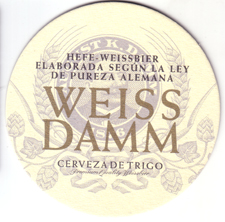 HEFE-WEISSBIER
ELABORADA SEGÚN LA LEY
DE PUREZA ALEMANA
WEISS
DAMM
CERVEZA DE TRIGO